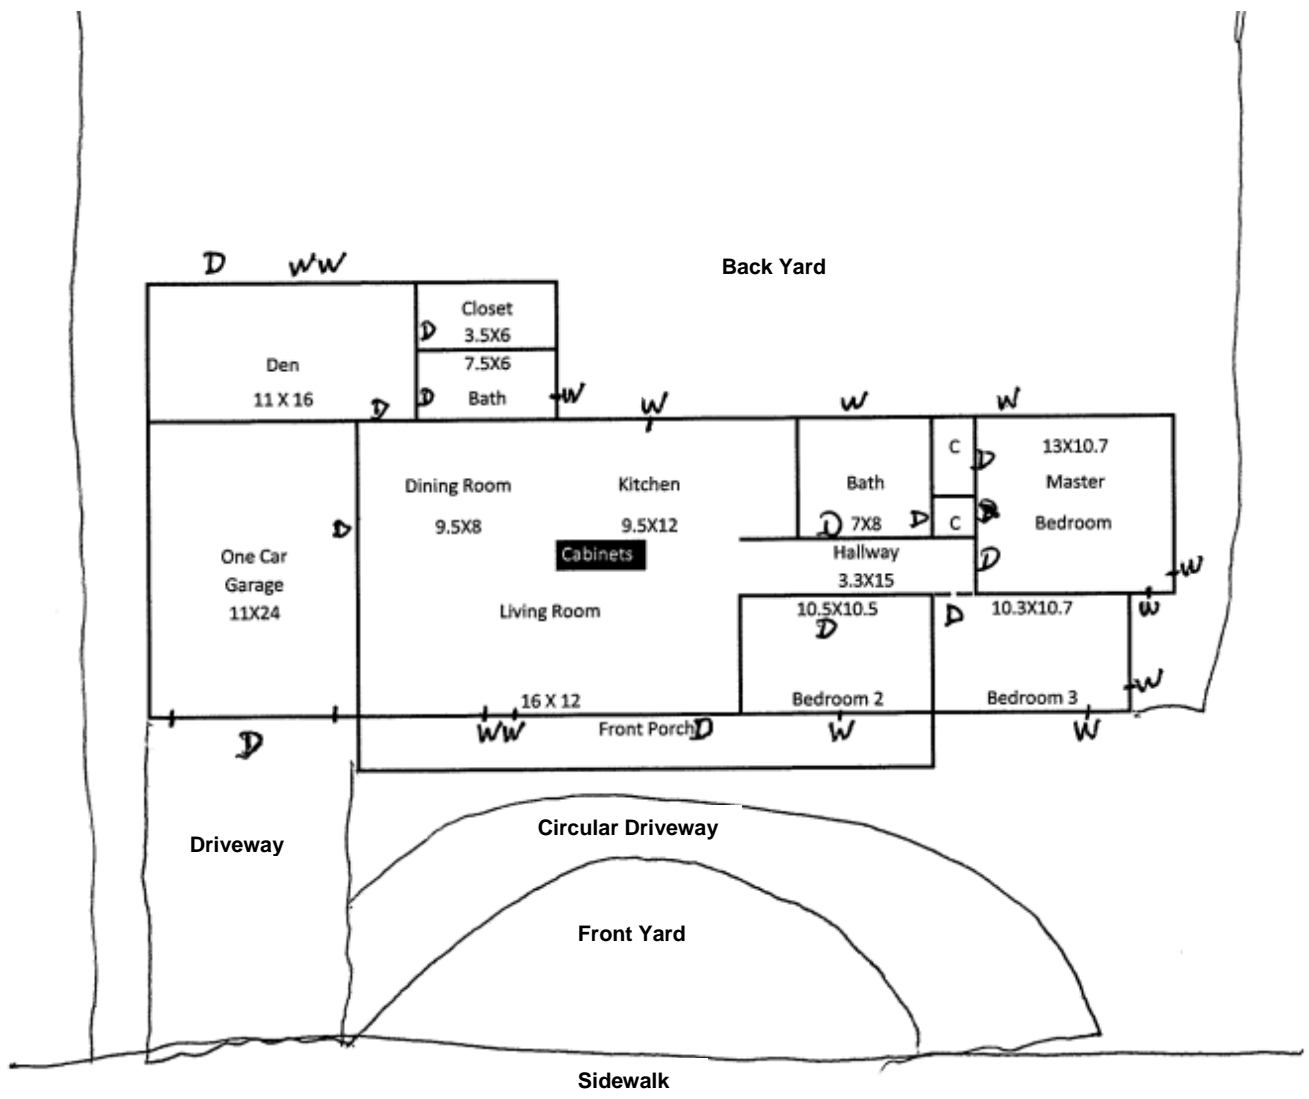 D WW
Back Yard
Closet
D 3.5X6
Den
7.5X6
11 X 16 D
D Bath W
W W W
C 13X10.7
D
Dining Room Kitchen Bath Master
9.5X8 9.5X12 D 7X8 D C Bedroom
D
One Car
Garage
11X24
Cabinets
Hallway D
3.3X15 W
Living Room 10.5X10.5 D 10.3X10.7 W
D
16 X 12 Bedroom 2 Bedroom 3 W
D WW Front Porch D W W
Circular Driveway
Driveway
Front Yard
Sidewalk